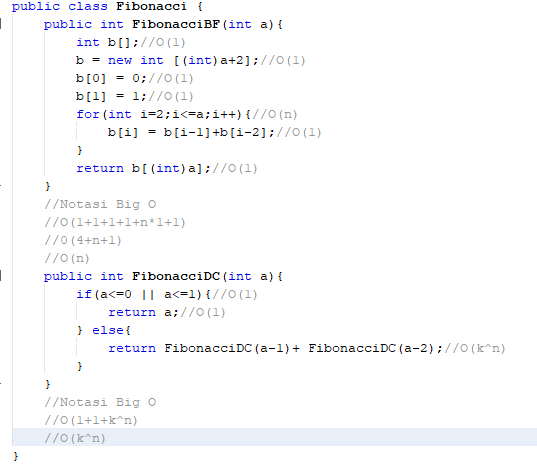 public class Fibonacci {
public int FibonacciBF(int a){
int b[];//O(1)
b = new int [(int)a+2];//O(1)
b[0] = 0;//O(1)
b[1] = 1;//O(1)
for(int i=2;i<=a;i++){//O(n)
b[i] = b[i-1]+b[i-2];//O(1)
}
return b[(int)a];//O(1)
}
//Notasi Big O
//O(1+1+1+1+n*1+1)
//O(4+n+1)
//O(n)
public int FibonacciDC(int a){
if(a<=0 || a<=1){//O(1)
return a;//O(1)
} else{
return FibonacciDC(a-1)+ FibonacciDC(a-2);//O(k^n)
}
}
//Notasi Big O
//O(1+1+k^n)
//O(k^n)
}